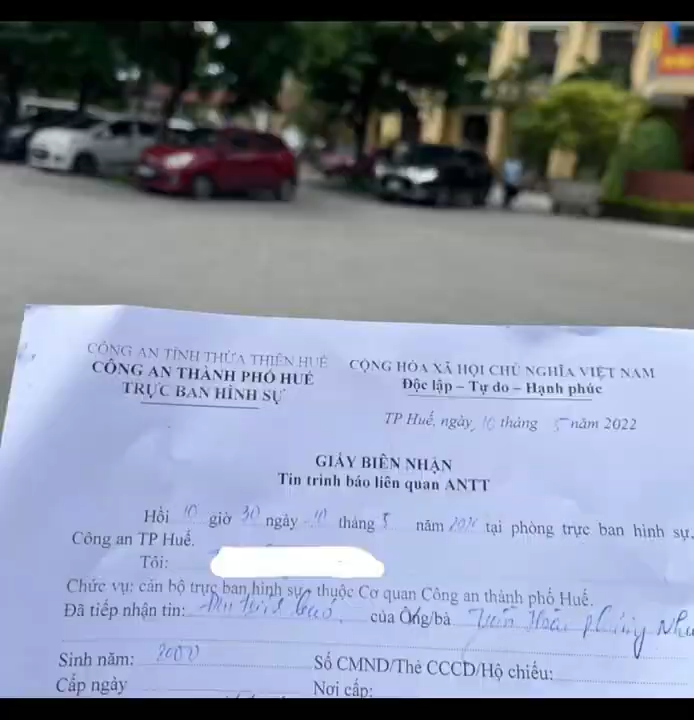 CÔNG AN TỈNH THỪA THIÊN HUẾ
CÔNG AN THÀNH PHỐ HUẾ
TRỰC BAN HÌNH SỰ
CỘNG HÒA XÃ HỘI CHỦ NGHĨA VIỆT NAM
Độc lập – Tự do – Hạnh phúc
TP Huế, ngày 10 tháng 5 năm 2022
GIẤY BIÊN NHẬN
Tin trình báo liên quan ANTT
Hồi 10 giờ 30 ngày 10 tháng 5 năm tại phòng trực ban hình sự,
Công an TP Huế.
Tôi:
Chức vụ: cán bộ trực ban hình sự thuộc Cơ quan Công an thành phố Huế.
Đã tiếp nhận tin: của Ông/bà
Sinh năm: 2000 Số CMND/Thẻ CCCD/Hộ chiếu:
Cấp ngày Nơi cấp: